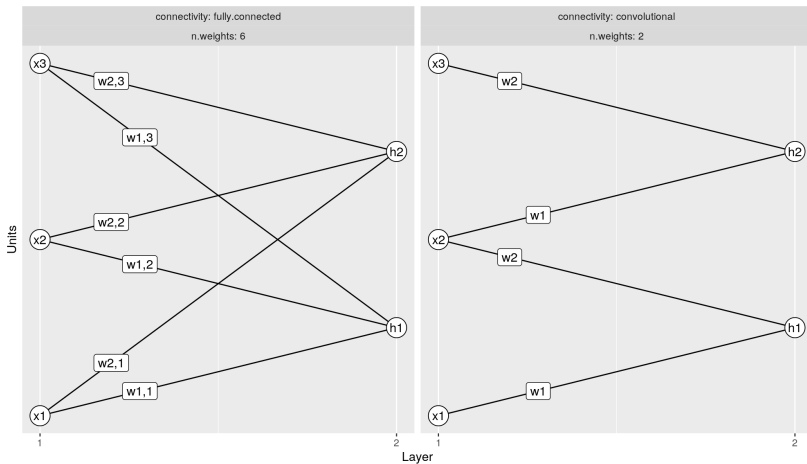 connectivity: fully.connected
n.weights: 6
connectivity: convolutional
n.weights: 2
Units
x3
w2,3
w1,3
h2
w2,2
x2
w1,2
h1
w2,1
w1,1
x1
1
2
x3
w2
h2
w1
x2
w2
h1
w1
x1
1
2
Layer